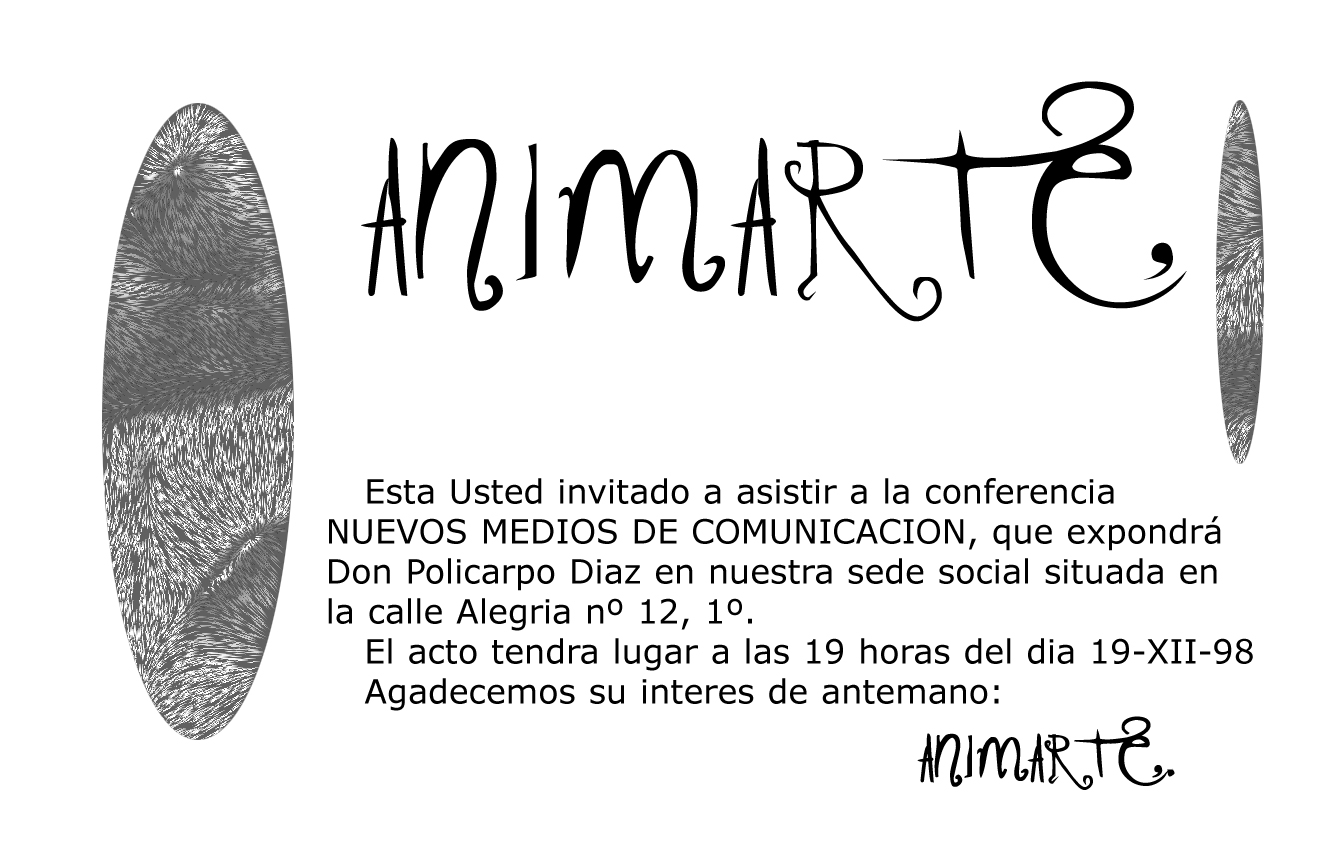 ANIMARTE
Esta Usted invitado a asistir a la conferencia
NUEVOS MEDIOS DE COMUNICACION, que expondrá
Don Policarpo Diaz en nuestra sede social situada en
la calle Alegria nº 12, 1º.
El acto tendra lugar a las 19 horas del dia 19-XII-98
Agadecemos su interes de antemano:
ANIMARTE.